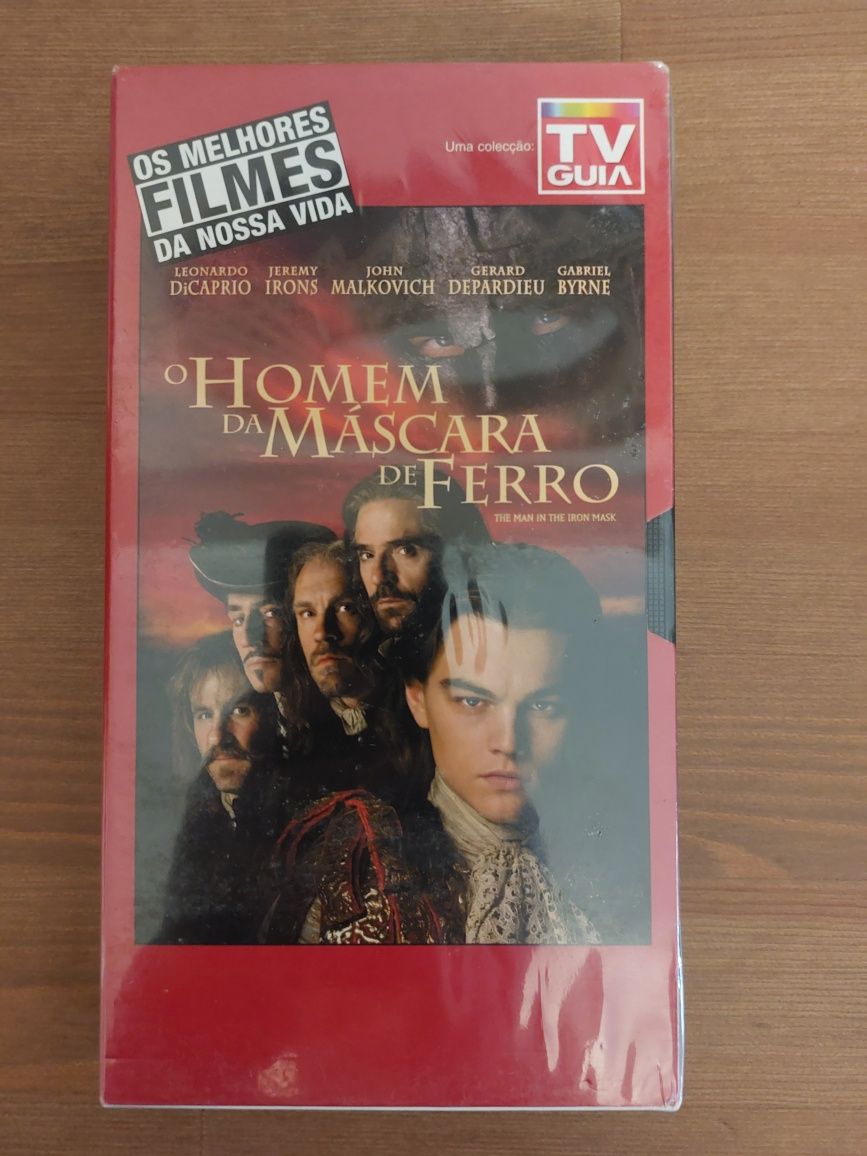 OS MELHORES
FILMES
DA NOSSA VIDA
Uma colecção:
TV
GUIA
LEONARDO DiCAPRIO
JEREMY IRONS
JOHN MALKOVICH
GERARD DEPARDIEU
GABRIEL BYRNE
O HOMEM
DA MÁSCARA
DE FERRO
THE MAN IN THE IRON MASK